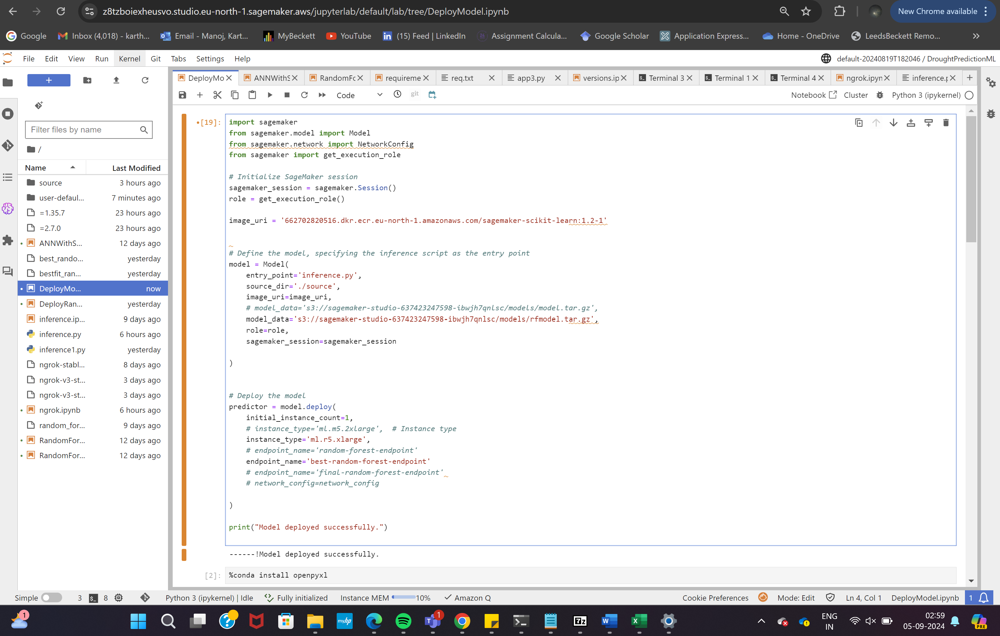 z8tzboiexheusvo.studio.eu-north-1.sagemaker.aws/jupyterlab/default/lab/tree/DeployModel.ipynb
New Chrome available
Google
Inbox (4,018) - karth...
Email - Manoj, Kart...
MyBeckett
YouTube
(15) Feed | LinkedIn
Assignment Calcula...
Google Scholar
Application Express...
Home - OneDrive
LeedsBeckett Remo...
File Edit View Run Kernel Git Tabs Settings Help
default-20240819T182046 / DroughtPredictionML
DeployMo
ANNWithS
RandomFo
requireme
req.txt
app3.py
versions.ip
Terminal 3
Terminal 1
Terminal 4
ngrok.ipyn
inference.p
Code
git
Notebook
Cluster
Python 3 (ipykernel)
Filter files by name
/
Name Last Modified
source 3 hours ago
user-defaul... 7 minutes ago
=1.35.7 23 hours ago
=2.7.0 23 hours ago
ANNWithS... 12 days ago
best_rando... yesterday
bestfit_ran... yesterday
DeployMo... now
DeployRan... yesterday
inference.ip... 9 days ago
inference.py 6 hours ago
inference1.py yesterday
ngrok-stabl... 8 days ago
ngrok-v3-st... 3 days ago
ngrok-v3-st... 3 days ago
ngrok.ipynb 6 hours ago
random_for... 9 days ago
RandomFor... 12 days ago
RandomFor... 12 days ago
[19]:
import sagemaker
from sagemaker.model import Model
from sagemaker.network import NetworkConfig
from sagemaker import get_execution_role
# Initialize SageMaker session
sagemaker_session = sagemaker.Session()
role = get_execution_role()
image_uri = '662702820516.dkr.ecr.eu-north-1.amazonaws.com/sagemaker-scikit-learn:1.2-1'
# Define the model, specifying the inference script as the entry point
model = Model(
entry_point='inference.py',
source_dir='./source',
image_uri=image_uri,
# model_data='s3://sagemaker-studio-637423247598-ibwjh7qnlsc/models/model.tar.gz',
model_data='s3://sagemaker-studio-637423247598-ibwjh7qnlsc/models/rfmodel.tar.gz',
role=role,
sagemaker_session=sagemaker_session
)
# Deploy the model
predictor = model.deploy(
initial_instance_count=1,
# instance_type='ml.m5.2xlarge', # Instance type
instance_type='ml.r5.xlarge',
# endpoint_name='random-forest-endpoint'
endpoint_name='best-random-forest-endpoint'
# endpoint_name='final-random-forest-endpoint'
# network_config=network_config
)
print("Model deployed successfully.")
------!Model deployed successfully.
[2]:
%conda install openpyxl
Simple 3 $_ 8 Python 3 (ipykernel) | Idle Fully initialized Instance MEM 10% Amazon Q Cookie Preferences Mode: Edit Ln 4, Col 1 DeployModel.ipynb 1
1
myhp
1
7z
W
X
ENG
IN
02:59
05-09-2024
PRE